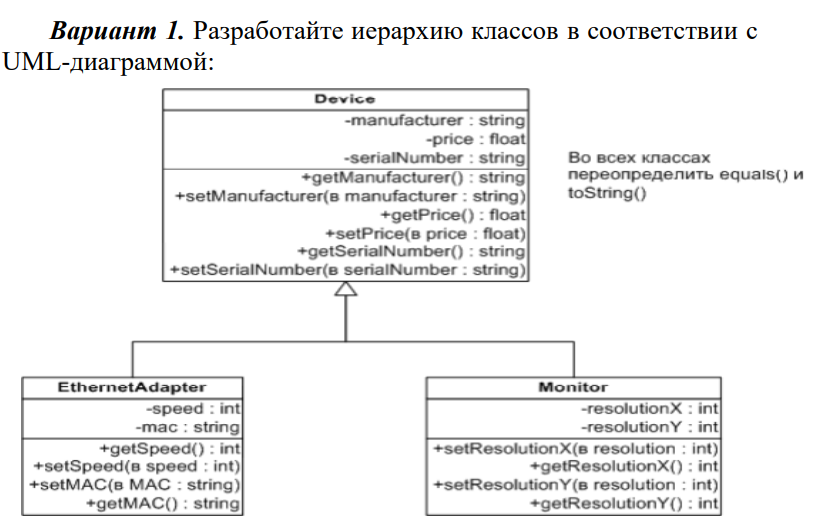 Вариант 1. Разработайте иерархию классов в соответствии с
UML-диаграммой:
Device
-manufacturer : string
-price : float
-serialNumber : string
+getManufacturer() : string
+setManufacturer(в manufacturer : string)
+getPrice() : float
+setPrice(в price : float)
+getSerialNumber() : string
+setSerialNumber(в serialNumber : string)
Во всех классах
переопределить equals() и
toString()
EthernetAdapter
-speed : int
-mac : string
+getSpeed() : int
+setSpeed(в speed : int)
+setMAC(в MAC : string)
+getMAC() : string
Monitor
-resolutionX : int
-resolutionY : int
+setResolutionX(в resolution : int)
+getResolutionX() : int
+setResolutionY(в resolution : int)
+getResolutionY() : int